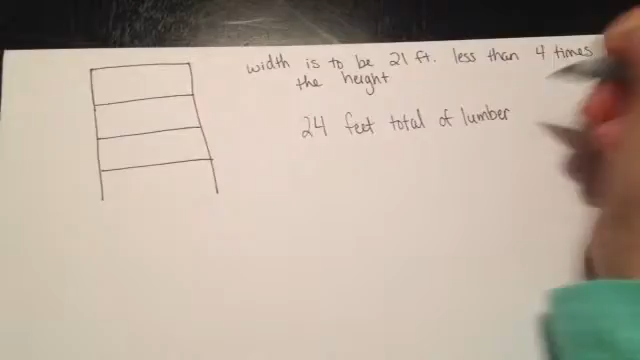 width is to be 21 ft. less than 4 times
the height
24 feet total of lumber